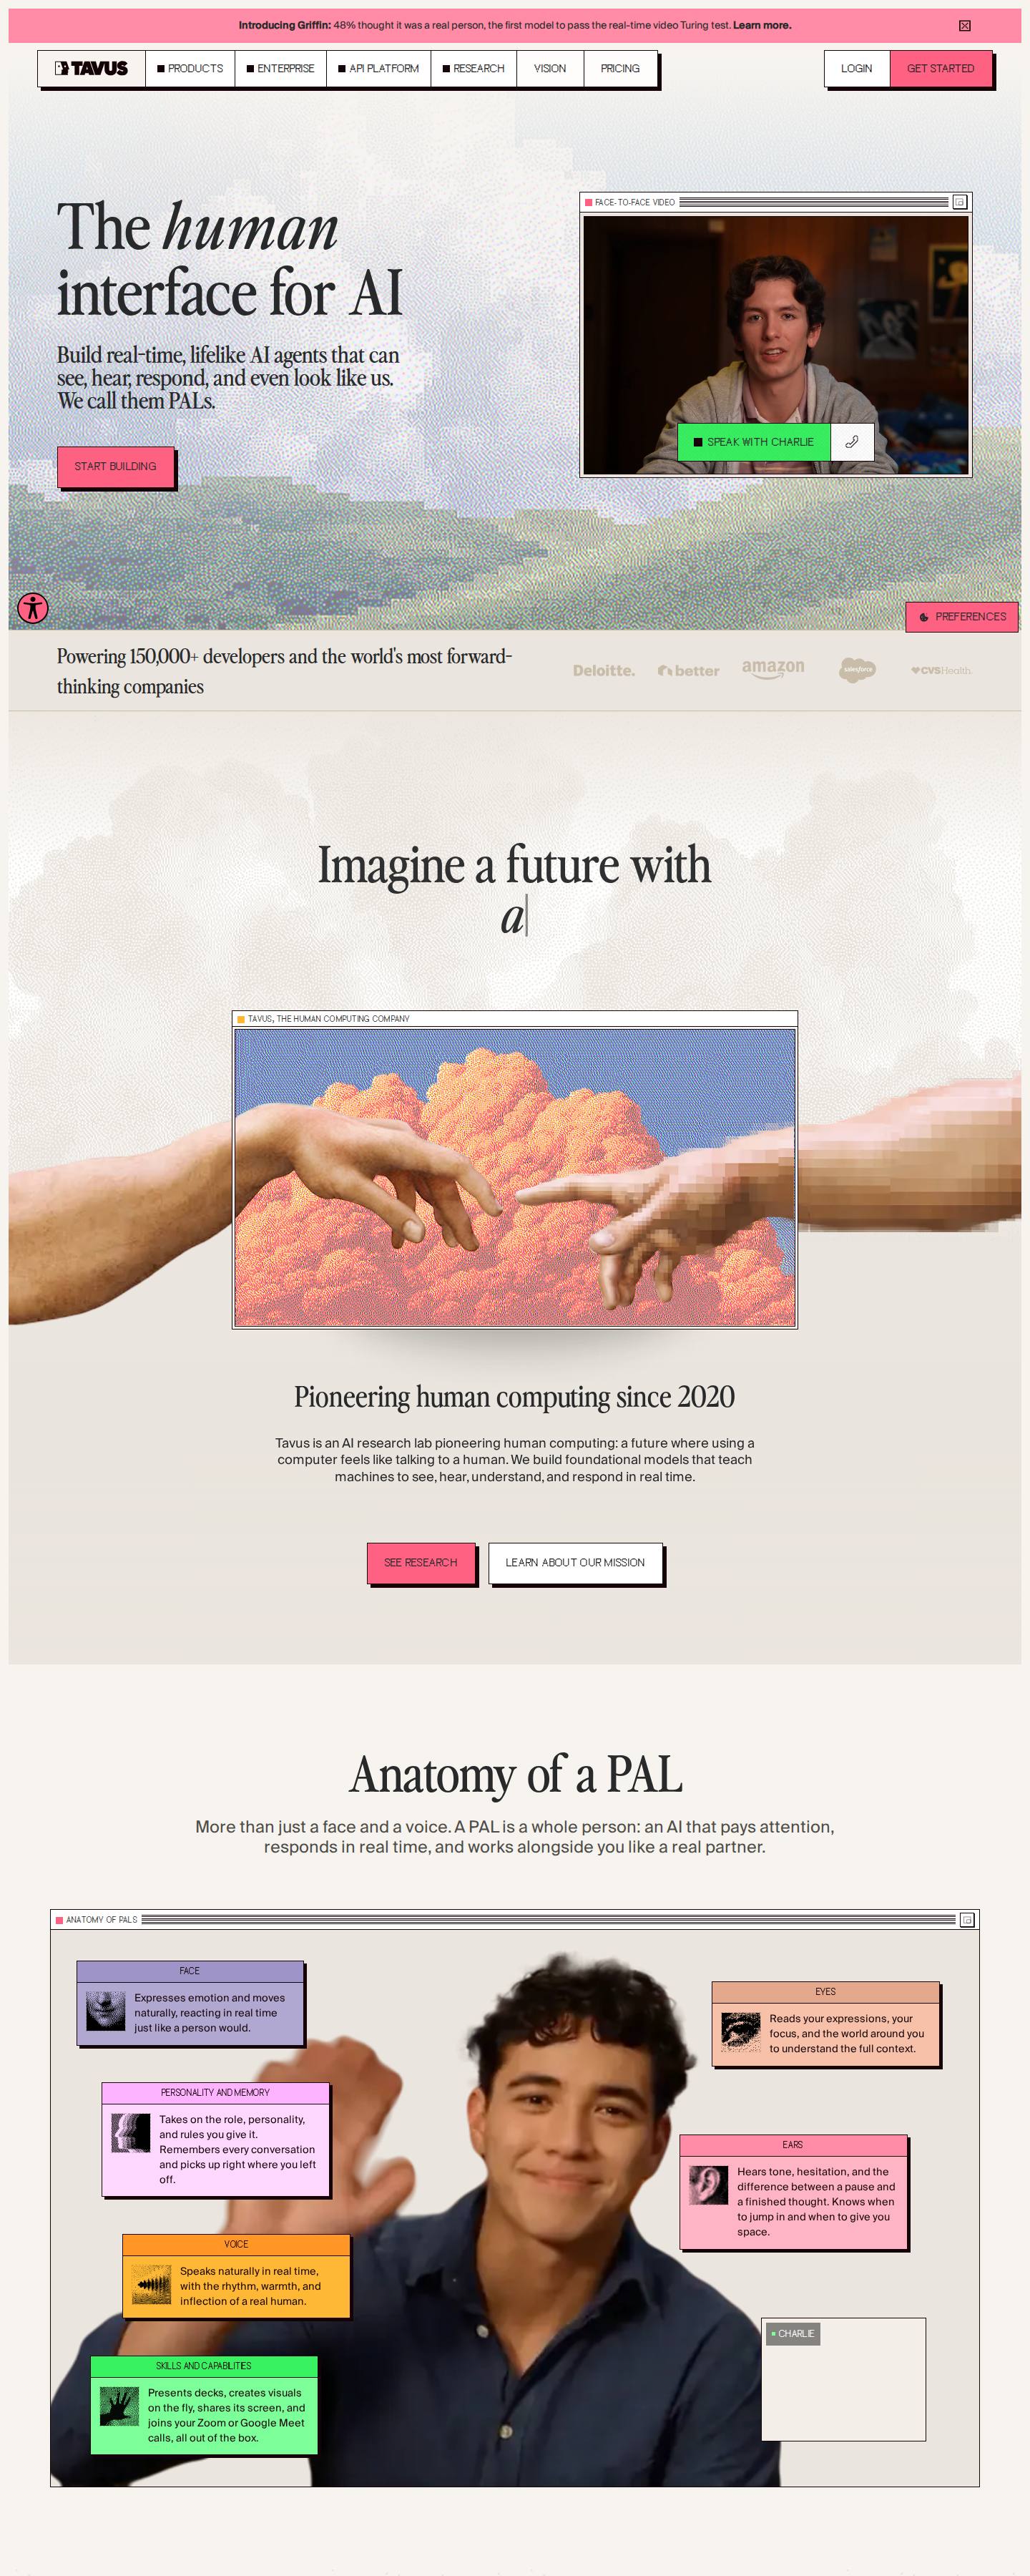 Introducing Griffin: 48% thought it was a real person, the first model to pass the real-time video Turing test. Learn more.
TAVUS
PRODUCTS
ENTERPRISE
API PLATFORM
RESEARCH
VISION
PRICING
LOGIN
GET STARTED
The human
interface for AI
Build real-time, lifelike AI agents that can
see, hear, respond, and even look like us.
We call them PALs.
START BUILDING
FACE-TO-FACE VIDEO
SPEAK WITH CHARLIE
PREFERENCES
Powering 150,000+ developers and the world's most forward-
thinking companies
Deloitte.
better
amazon
salesforce
CVSHealth.
Imagine a future with
a
TAVUS, THE HUMAN COMPUTING COMPANY
Pioneering human computing since 2020
Tavus is an AI research lab pioneering human computing: a future where using a
computer feels like talking to a human. We build foundational models that teach
machines to see, hear, understand, and respond in real time.
SEE RESEARCH
LEARN ABOUT OUR MISSION
Anatomy of a PAL
More than just a face and a voice. A PAL is a whole person: an AI that pays attention,
responds in real time, and works alongside you like a real partner.
ANATOMY OF PALS
FACE
Expresses emotion and moves
naturally, reacting in real time
just like a person would.
EYES
Reads your expressions, your
focus, and the world around you
to understand the full context.
PERSONALITY AND MEMORY
Takes on the role, personality,
and rules you give it.
Remembers every conversation
and picks up right where you left
off.
EARS
Hears tone, hesitation, and the
difference between a pause and
a finished thought. Knows when
to jump in and when to give you
space.
VOICE
Speaks naturally in real time,
with the rhythm, warmth, and
inflection of a real human.
CHARLIE
SKILLS AND CAPABILITIES
Presents decks, creates visuals
on the fly, shares its screen, and
joins your Zoom or Google Meet
calls, all out of the box.